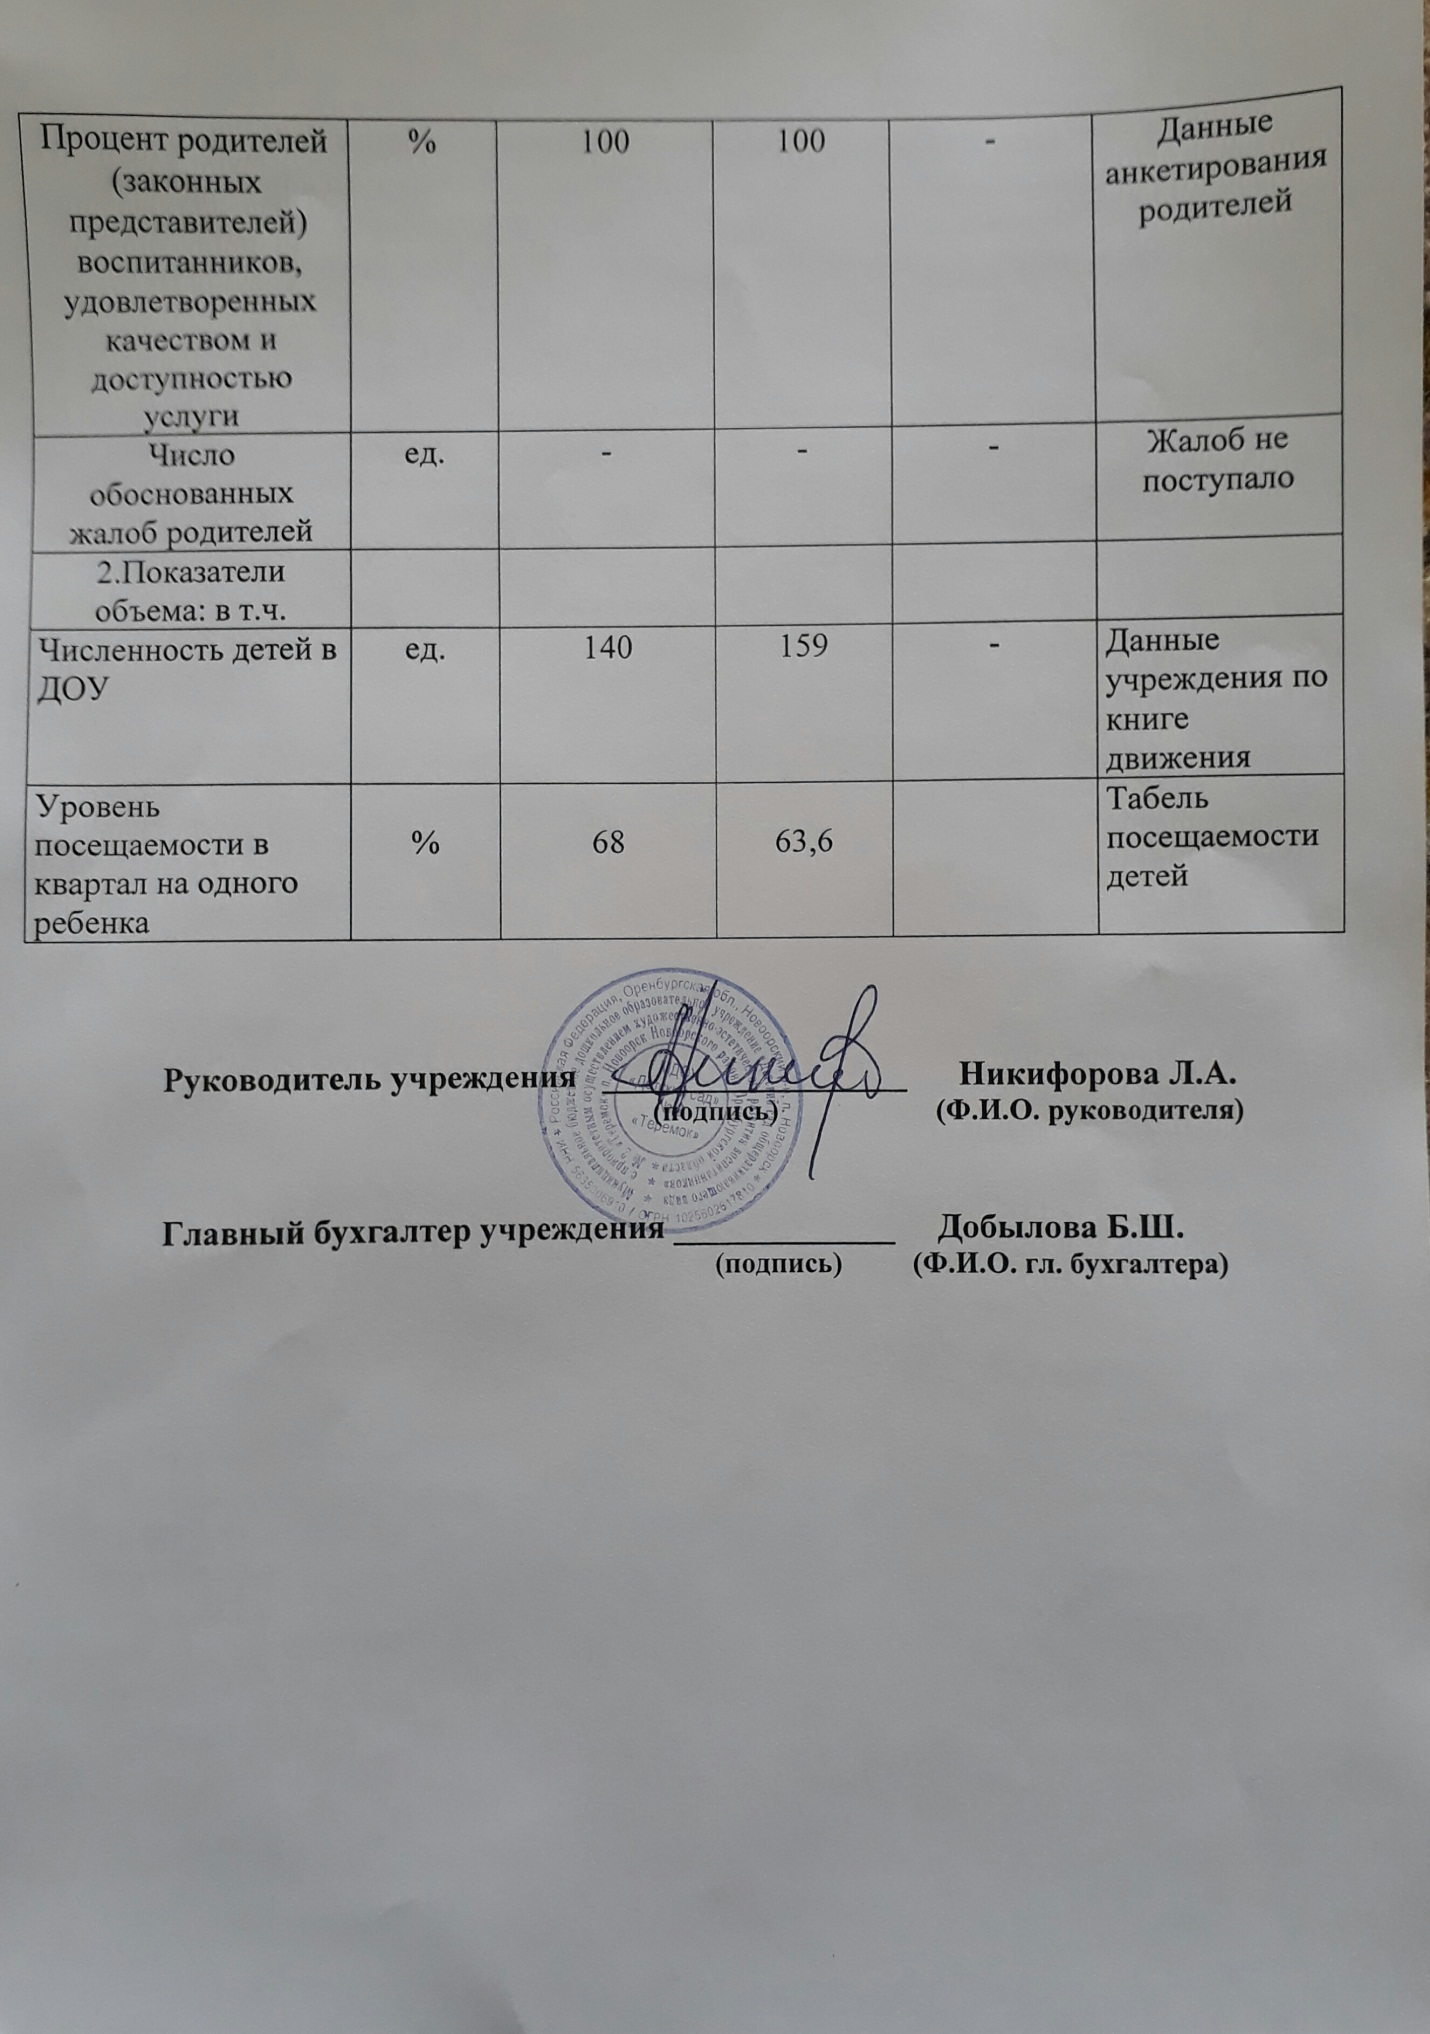 Процент родителей % 100 100 - Данные
(законных анкетирования
представителей) родителей
воспитанников,
удовлетворенных
качеством и
доступностью
услуги
Число ед. - - - Жалоб не
обоснованных поступало
жалоб родителей
2.Показатели
объема: в т.ч.
Численность детей в ед. 140 159 - Данные
ДОУ учреждения по
книге
движения
Уровень Табель
посещаемости в % 68 63,6 посещаемости
квартал на одного детей
ребенка
Руководитель учреждения Никифорова Л.А.
(подпись) (Ф.И.О. руководителя)
«Теремок»
Главный бухгалтер учреждения Добылова Б.Ш.
(подпись) (Ф.И.О. гл. бухгалтера)